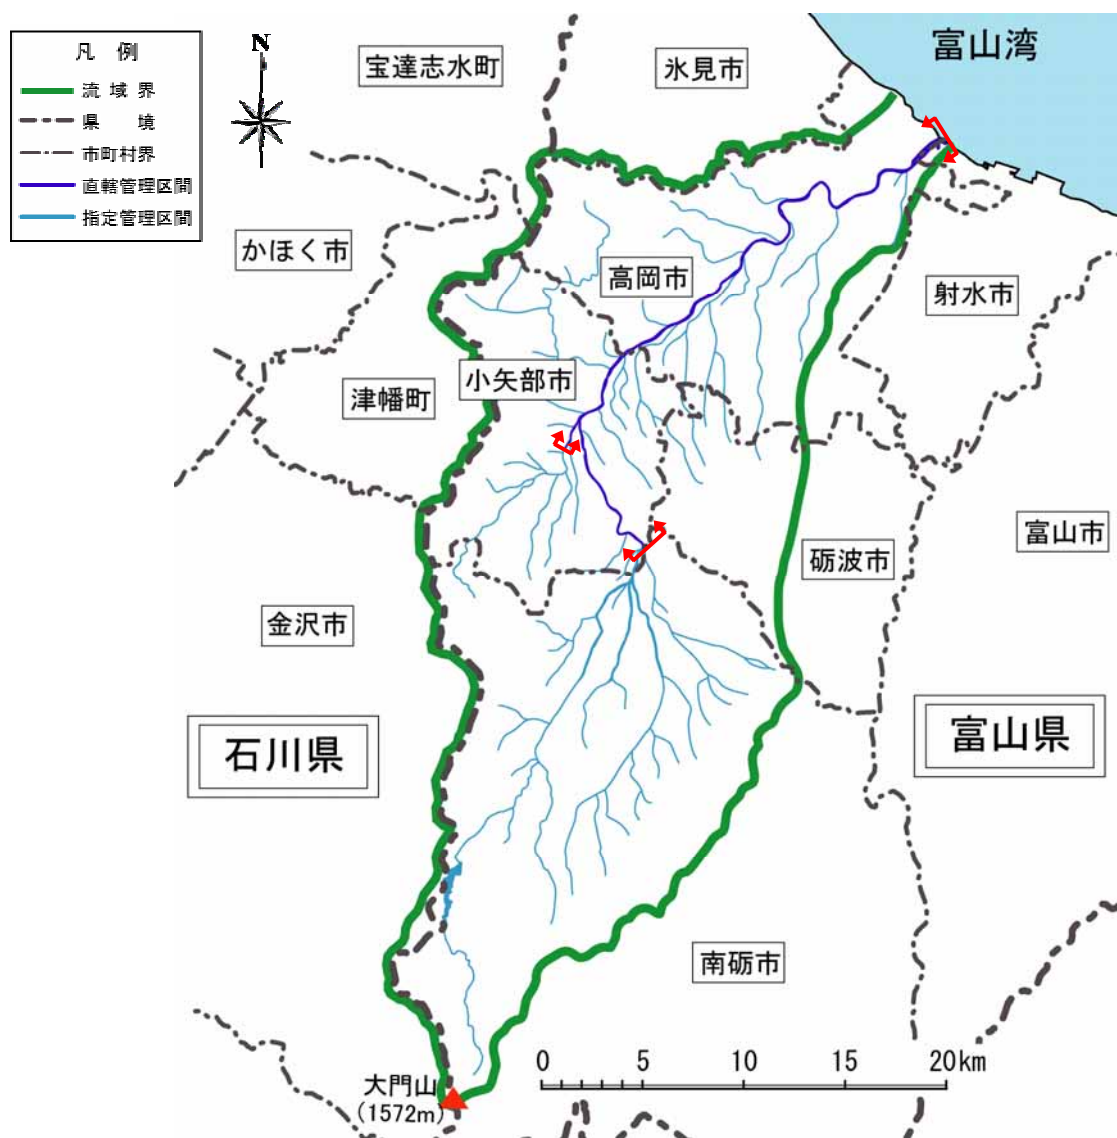 凡 例
流域界
県 境
市町村界
直轄管理区間
指定管理区間
N
宝達志水町
氷見市
富山湾
かほく市
高岡市
射水市
津幡町
小矢部市
富山市
砺波市
金沢市
石川県
富山県
南砺市
0 5 10 15 20km
大門山
(1572m)